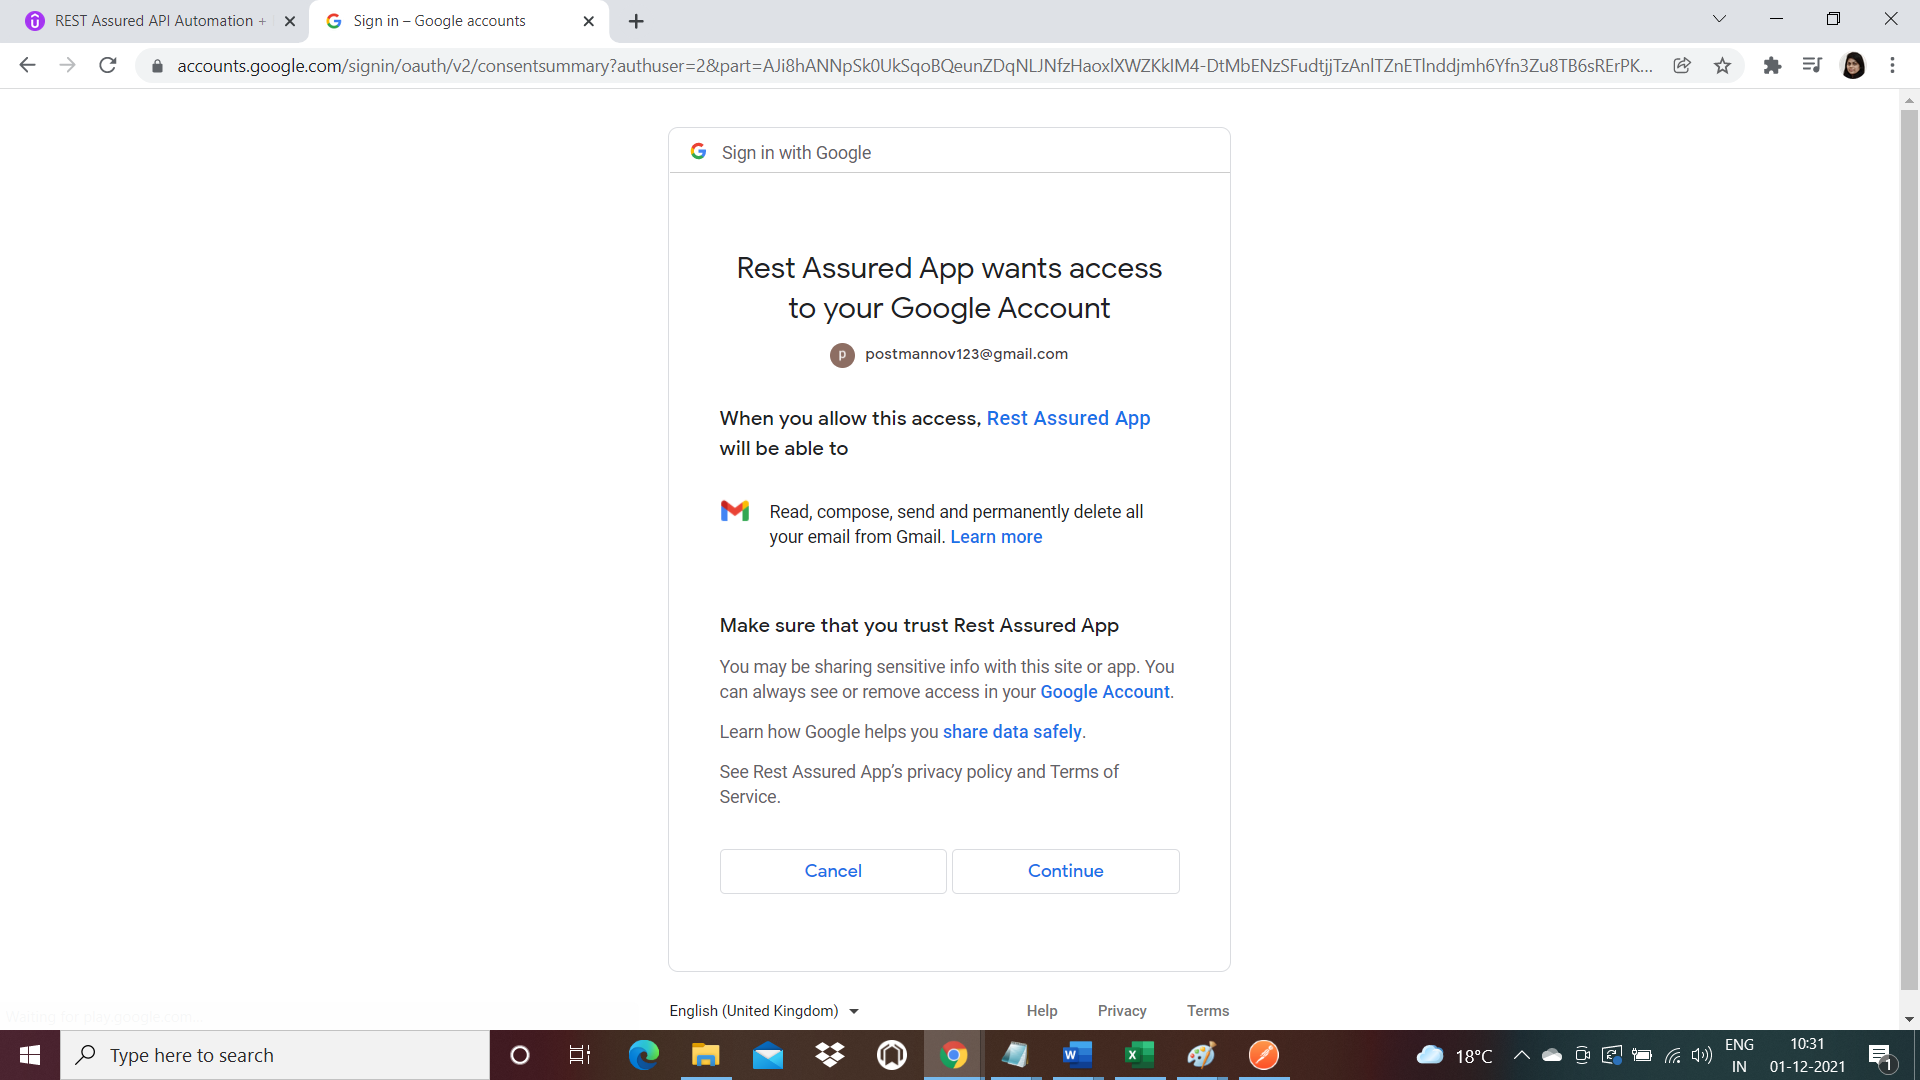 REST Assured API Automation +
Sign in – Google accounts
accounts.google.com/signin/oauth/v2/consentsummary?authuser=2&part=
Sign in with Google
Rest Assured App wants access
to your Google Account
p
postmannov123@gmail.com
When you allow this access, Rest Assured App
will be able to
Read, compose, send and permanently delete all
your email from Gmail. Learn more
Make sure that you trust Rest Assured App
You may be sharing sensitive info with this site or app. You
can always see or remove access in your Google Account.
Learn how Google helps you share data safely.
See Rest Assured App's privacy policy and Terms of
Service.
Cancel
Continue
English (United Kingdom)
Help
Privacy
Terms
Type here to search
18°C
ENG
IN
10:31
01-12-2021
1